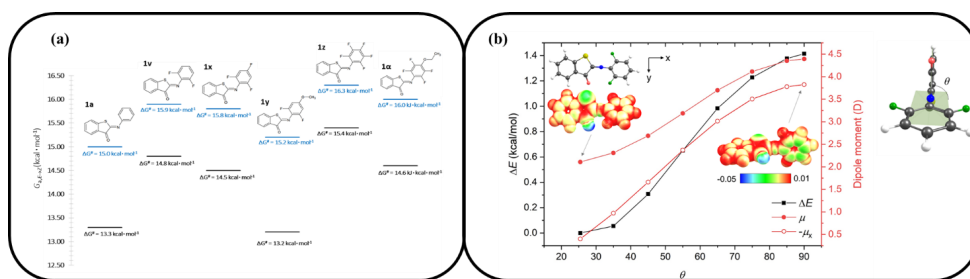 (a)
1a
ΔG≠ = 15.0 kcal·mol-1
ΔG≠ = 13.3 kcal·mol-1
1v
ΔG≠ = 15.9 kcal·mol-1
ΔG≠ = 14.8 kcal·mol-1
1x
ΔG≠ = 15.8 kcal·mol-1
ΔG≠ = 14.5 kcal·mol-1
1y
ΔG≠ = 15.2 kcal·mol-1
ΔG≠ = 13.2 kcal·mol-1
1z
ΔG≠ = 16.3 kcal·mol-1
ΔG≠ = 15.4 kcal·mol-1
1α
ΔG≠ = 16.0 kJ·kcal-mol-1
ΔG≠ = 14.6 kJ·kcal-mol-1
16.50
16.00
15.50
15.00
14.50
14.00
13.50
13.00
12.50
(b)
ΔE (kcal/mol)
1.4
1.2
1.0
0.8
0.6
0.4
0.2
0.0
x
y
-0.05
0.01
ΔE
μ
-μx
20
30
40
50
60
70
80
90
θ
Dipole moment (D)
4.5
4.0
3.5
3.0
2.5
2.0
1.5
1.0
0.5
θ